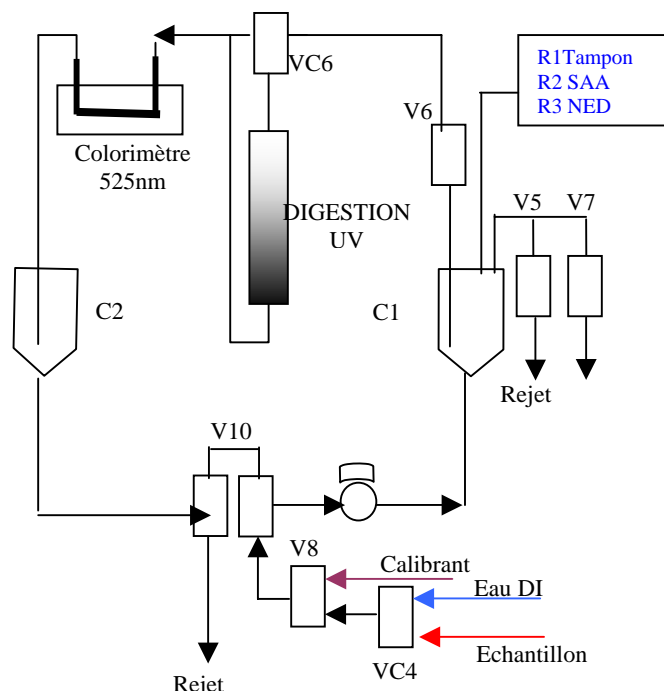 R1Tampon
R2 SAA
R3 NED
VC6
V6
Colorimètre
525nm
DIGESTION
UV
V5
V7
C2
C1
Rejet
V10
V8
Calibrant
Eau DI
VC4
Echantillon
Rejet